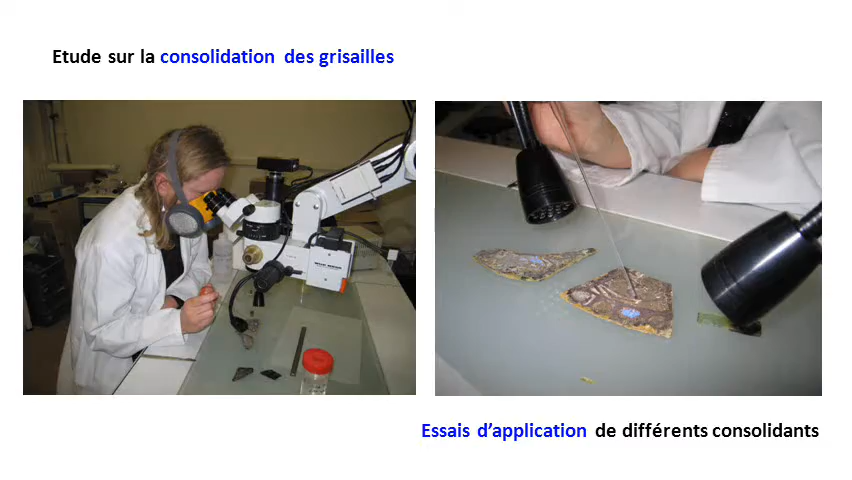 Etude sur la consolidation des grisailles
Essais d’application de différents consolidants